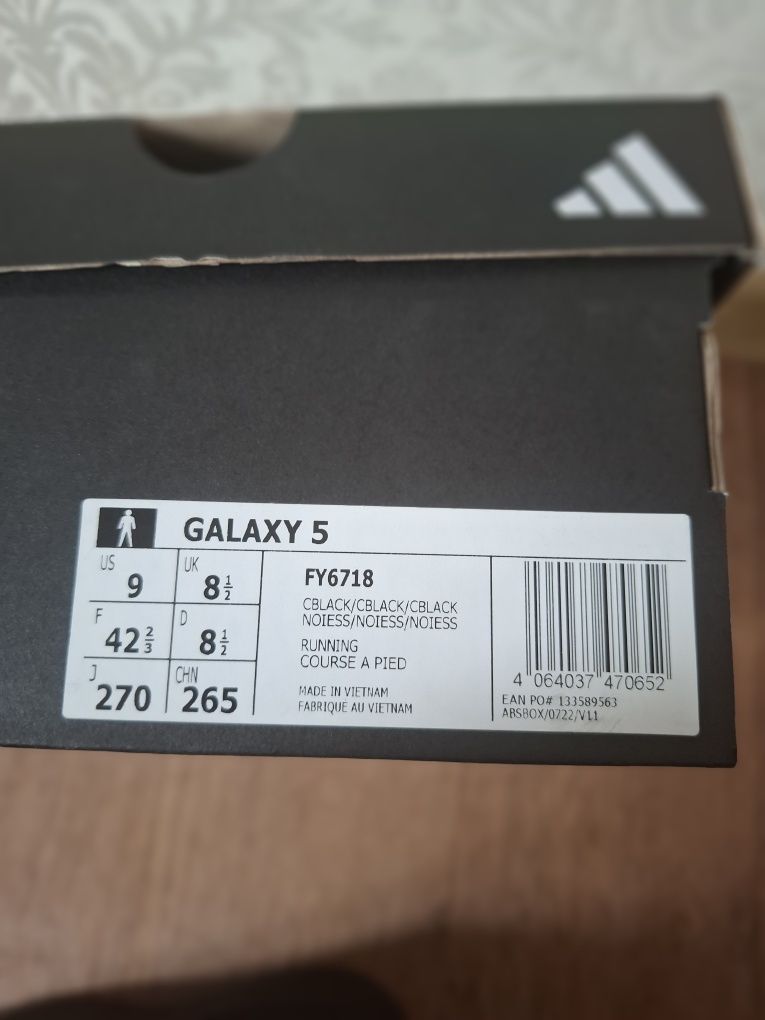 GALAXY 5
US 9 UK 8 1/2
F 42 2/3 D 8 1/2
J 270 CHN 265
FY6718
CBLACK/CBLACK/CBLACK
NOIESS/NOIESS/NOIESS
RUNNING
COURSE A PIED
MADE IN VIETNAM
FABRIQUE AU VIETNAM
4 064037 470652
EAN PO# 133589563
ABSBOX/0722/V11